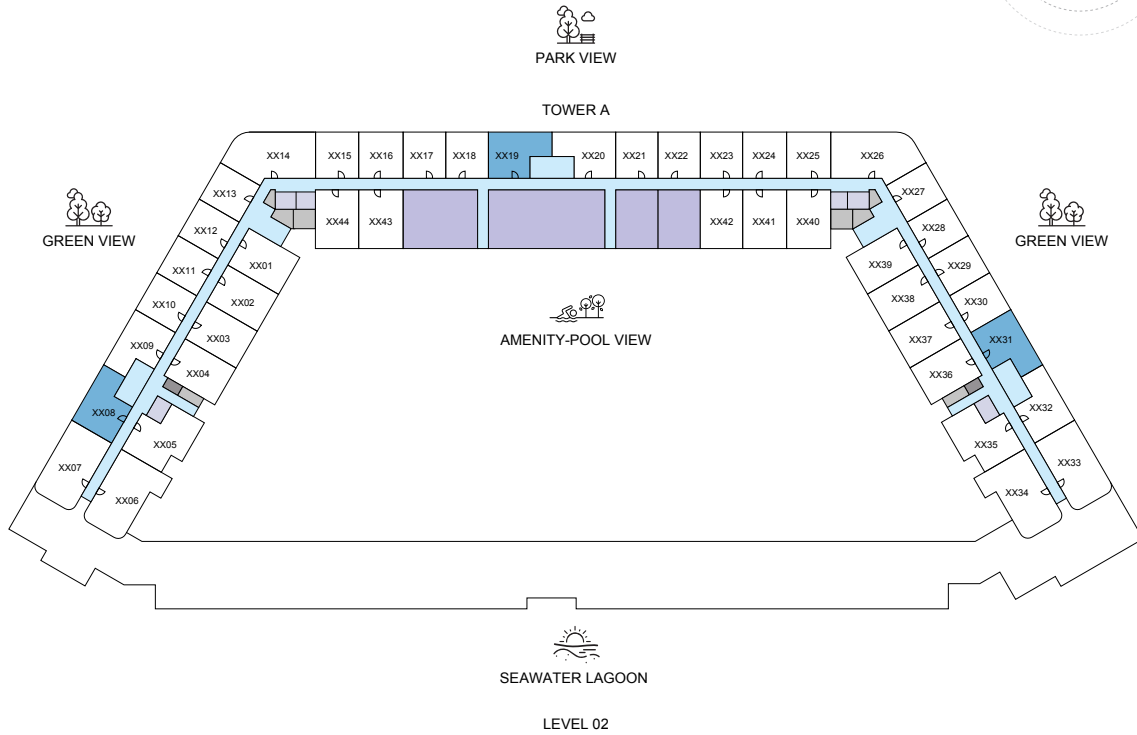 PARK VIEW
TOWER A
XX14
XX15
XX16
XX17
XX18
XX19
XX20
XX21
XX22
XX23
XX24
XX25
XX26
XX13
XX27
XX44
XX43
XX42
XX41
XX40
XX12
XX28
GREEN VIEW
GREEN VIEW
XX11
XX01
XX39
XX29
XX10
XX02
XX38
XX30
XX09
XX03
XX37
XX31
AMENITY-POOL VIEW
XX04
XX36
XX08
XX32
XX05
XX35
XX07
XX33
XX06
XX34
SEAWATER LAGOON
LEVEL 02